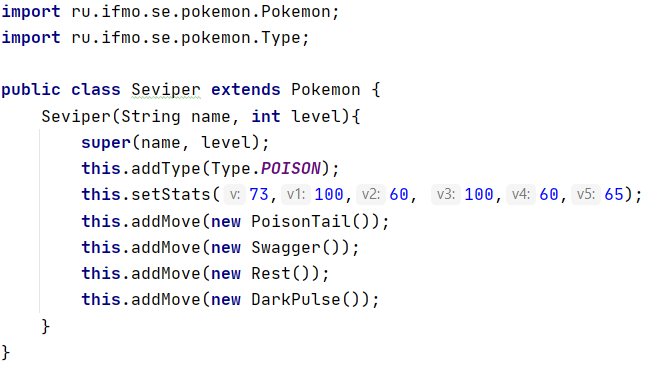 import ru.ifmo.se.pokemon.Pokemon;
import ru.ifmo.se.pokemon.Type;

public class Seviper extends Pokemon {
    Seviper(String name, int level){
        super(name, level);
        this.addType(Type.POISON);
        this.setStats( v: 73, v1: 100, v2: 60, v3: 100, v4: 60, v5: 65);
        this.addMove(new PoisonTail());
        this.addMove(new Swagger());
        this.addMove(new Rest());
        this.addMove(new DarkPulse());
    }
}